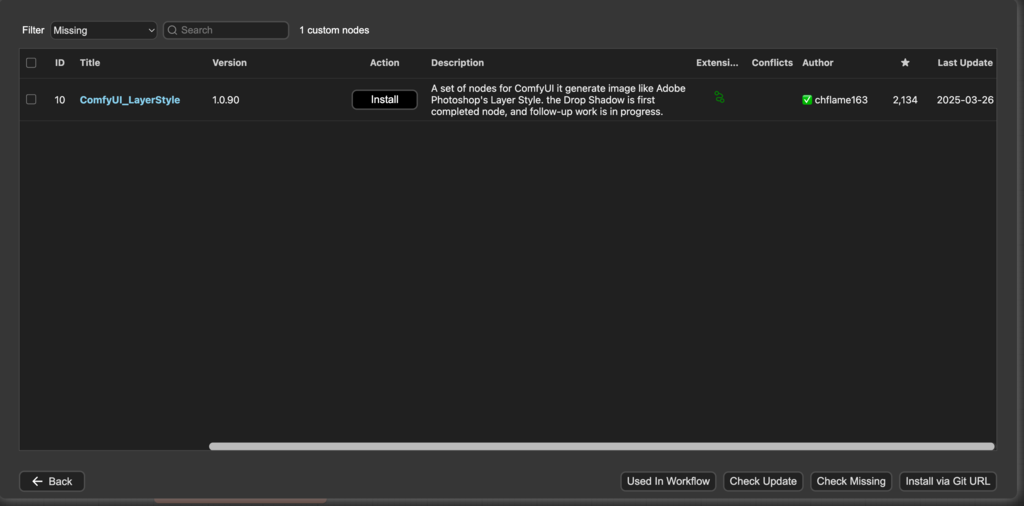 Filter Missing Search 1 custom nodes
ID Title Version Action Description Extensi... Conflicts Author ★ Last Update
10 ComfyUI_LayerStyle 1.0.90 Install A set of nodes for ComfyUI it generate image like Adobe
Photoshop's Layer Style. the Drop Shadow is first
completed node, and follow-up work is in progress.
✅ chflame163 2,134 2025-03-26
← Back Used In Workflow Check Update Check Missing Install via Git URL